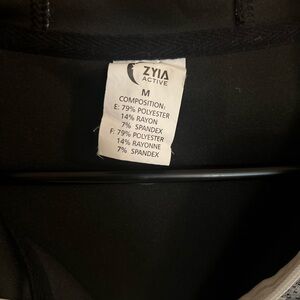 ZYIA
ACTIVE
M
COMPOSITION:
E: 79% POLYESTER
14% RAYON
7% SPANDEX
F: 79% POLYESTER
14% RAYONNE
7% SPANDEX